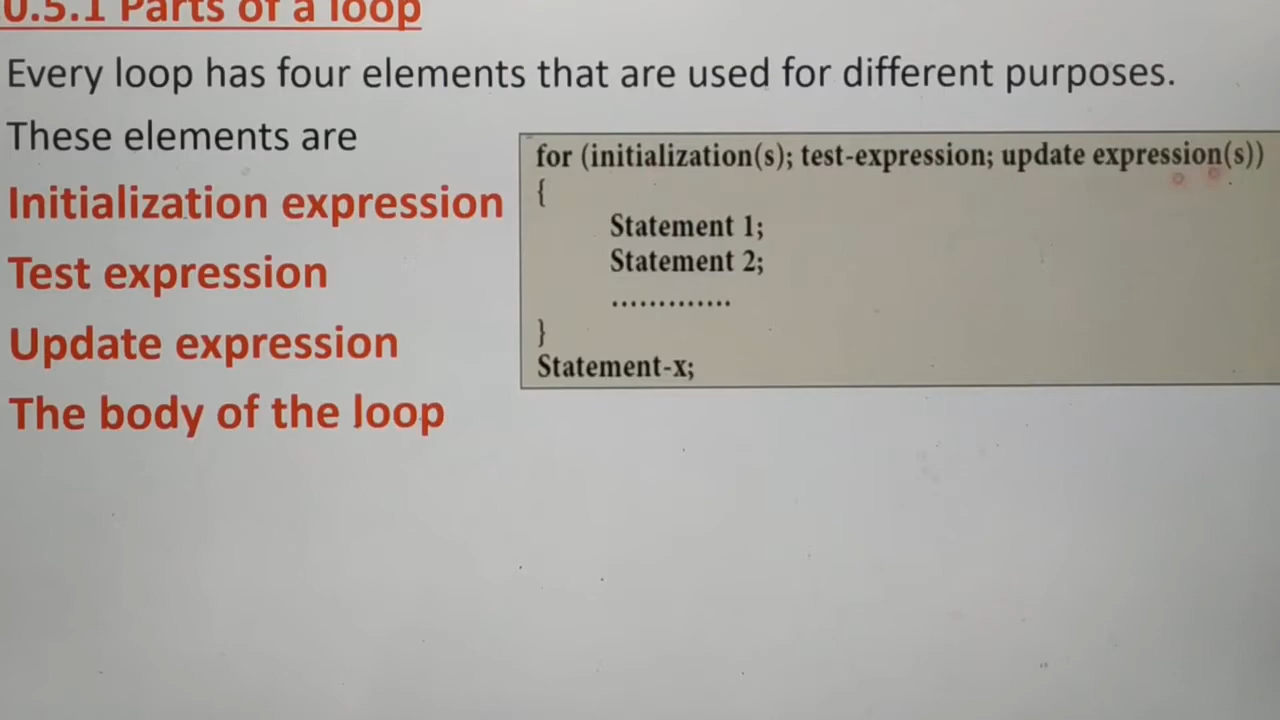 0.5.1 Parts of a loop
Every loop has four elements that are used for different purposes.
These elements are
Initialization expression
Test expression
Update expression
The body of the loop
for (initialization(s); test-expression; update expression(s))
{
Statement 1;
Statement 2;
.............
}
Statement-x;